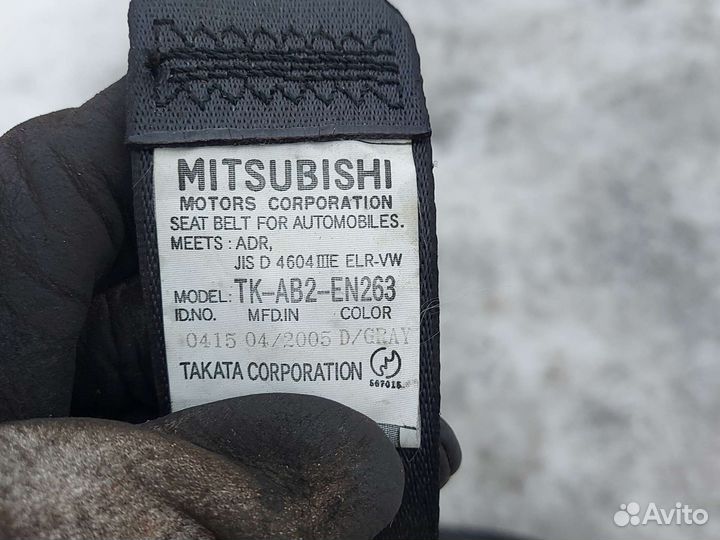 MITSUBISHI
MOTORS CORPORATION
SEAT BELT FOR AUTOMOBILES.
MEETS : ADR,
JIS D 4604 IIIE ELR-VW
MODEL: TK-AB2-EN263
ID.NO. MFD.IN COLOR
0415 04/2005 D/GRAY
TAKATA CORPORATION
567015
Avito